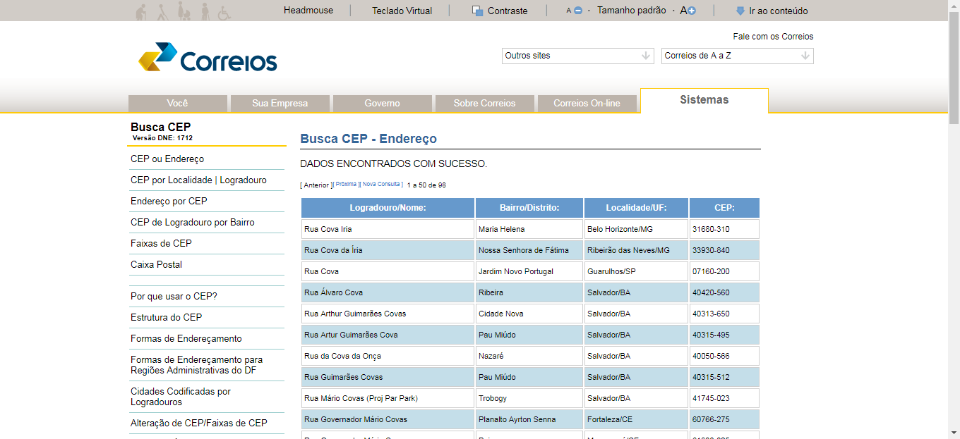 Headmouse | Teclado Virtual | Contraste | A - · Tamanho padrão · A+ | Ir ao conteúdo
Fale com os Correios
Correios
Outros sites
Correios de A a Z
Você
Sua Empresa
Governo
Sobre Correios
Correios On-line
Sistemas
Busca CEP
Versão DNE: 1712
CEP ou Endereço
CEP por Localidade | Logradouro
Endereço por CEP
CEP de Logradouro por Bairro
Faixas de CEP
Caixa Postal
Por que usar o CEP?
Estrutura do CEP
Formas de Endereçamento
Formas de Endereçamento para
Regiões Administrativas do DF
Cidades Codificadas por
Logradouros
Alteração de CEP/Faixas de CEP
Busca CEP - Endereço
DADOS ENCONTRADOS COM SUCESSO.
[ Anterior ][ Próxima ][ Nova Consulta ] 1 a 50 de 96
Logradouro/Nome: Bairro/Distrito: Localidade/UF: CEP:
Rua Cova Iria Maria Helena Belo Horizonte/MG 31680-310
Rua Cova da Íria Nossa Senhora de Fátima Ribeirão das Neves/MG 33930-840
Rua Cova Jardim Novo Portugal Guarulhos/SP 07160-200
Rua Álvaro Cova Ribeira Salvador/BA 40420-560
Rua Arthur Guimarães Covas Cidade Nova Salvador/BA 40313-650
Rua Artur Guimarães Cova Pau Miúdo Salvador/BA 40315-495
Rua da Cova da Onça Nazaré Salvador/BA 40050-566
Rua Guimarães Covas Pau Miúdo Salvador/BA 40315-512
Rua Mário Covas (Proj Par Park) Trobogy Salvador/BA 41745-023
Rua Governador Mário Covas Planalto Ayrton Senna Fortaleza/CE 60766-275